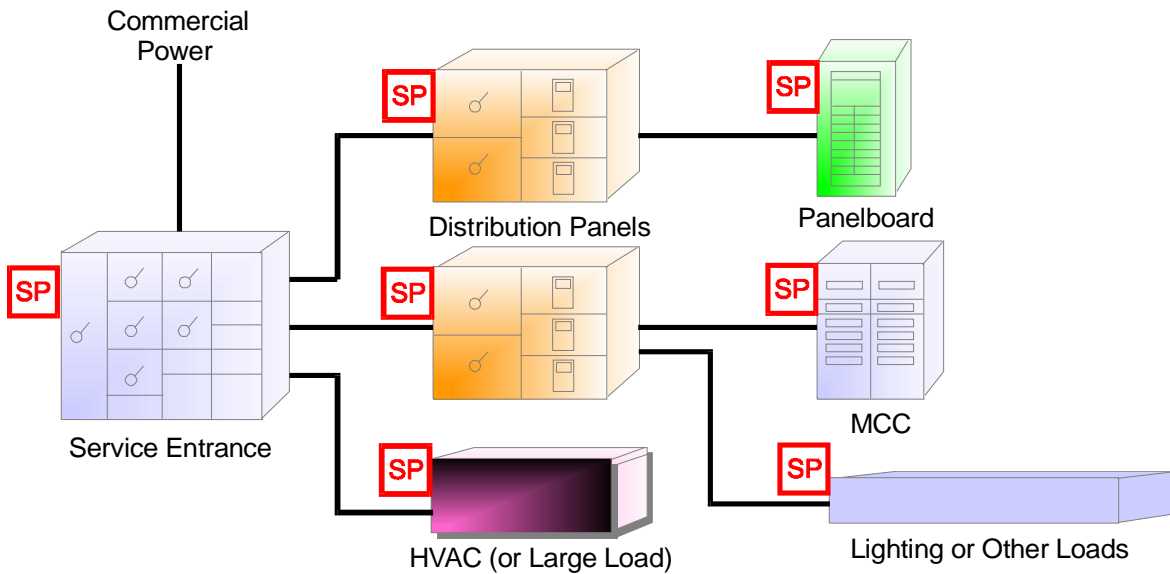 Commercial
Power
SP
SP
Distribution Panels
Panelboard
SP
SP
SP
Service Entrance
MCC
SP
SP
HVAC (or Large Load)
Lighting or Other Loads